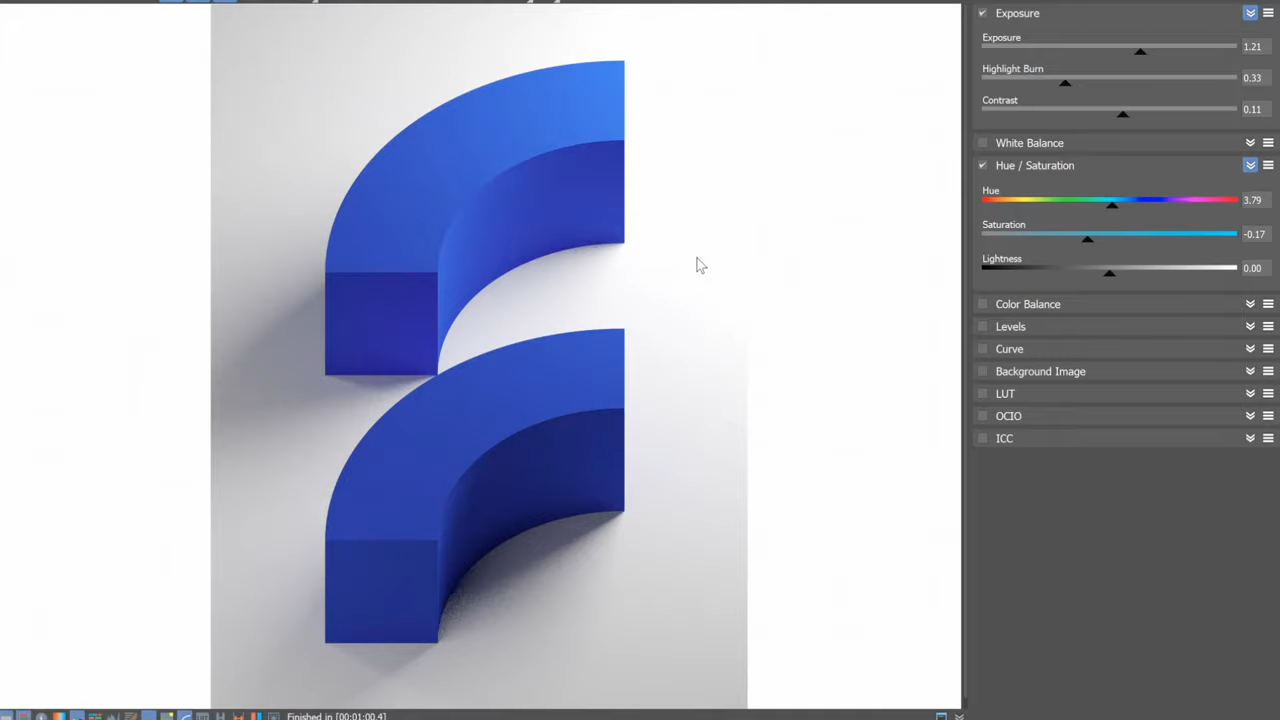 Exposure
Exposure
1.21
Highlight Burn
0.33
Contrast
0.11
White Balance
Hue / Saturation
Hue
3.79
Saturation
-0.17
Lightness
0.00
Color Balance
Levels
Curve
Background Image
LUT
OCIO
ICC
Finished in [00:01:00.4]